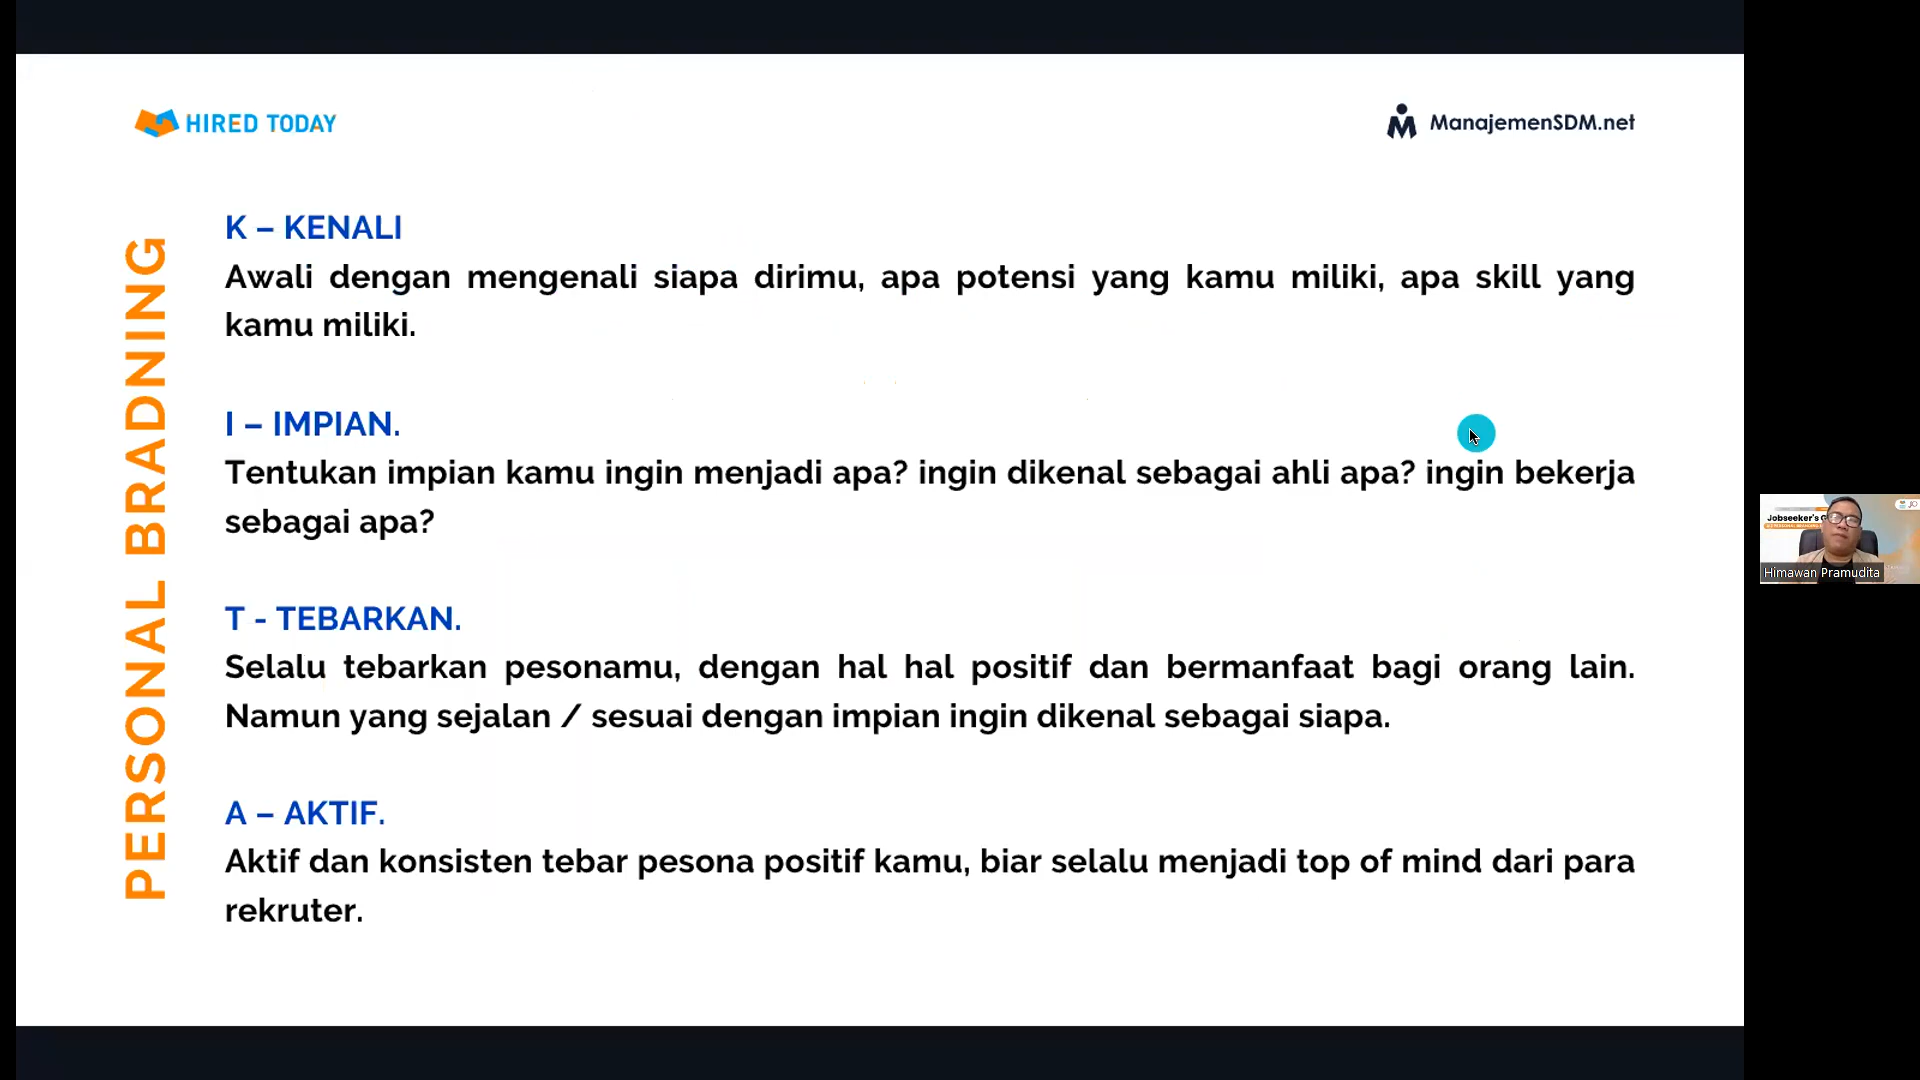 HIRED TODAY
ManajemenSDM.net
PERSONAL BRADNING
K – KENALI
Awali dengan mengenali siapa dirimu, apa potensi yang kamu miliki, apa skill yang
kamu miliki.
I – IMPIAN.
Tentukan impian kamu ingin menjadi apa? ingin dikenal sebagai ahli apa? ingin bekerja
sebagai apa?
T - TEBARKAN.
Selalu tebarkan pesonamu, dengan hal hal positif dan bermanfaat bagi orang lain.
Namun yang sejalan / sesuai dengan impian ingin dikenal sebagai siapa.
A – AKTIF.
Aktif dan konsisten tebar pesona positif kamu, biar selalu menjadi top of mind dari para
rekruter.
Jobseeker's G
Himawan Pramudita